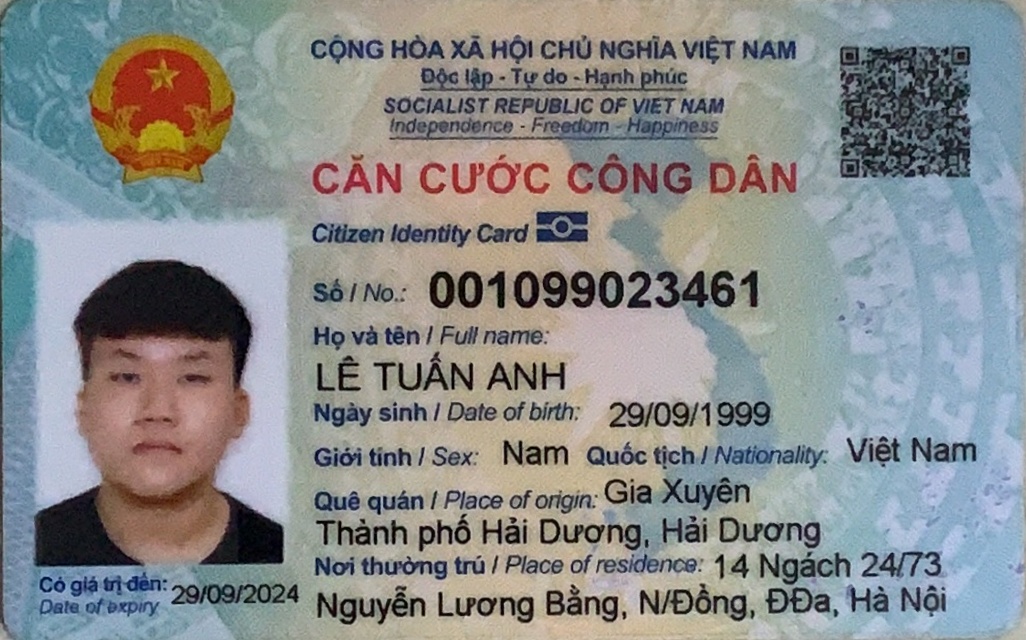 CỘNG HÒA XÃ HỘI CHỦ NGHĨA VIỆT NAM
Độc lập - Tự do - Hạnh phúc
SOCIALIST REPUBLIC OF VIET NAM
Independence - Freedom - Happiness
CĂN CƯỚC CÔNG DÂN
Citizen Identity Card
Số / No.: 001099023461
Họ và tên / Full name:
LÊ TUẤN ANH
Ngày sinh / Date of birth: 29/09/1999
Giới tính / Sex: Nam Quốc tịch / Nationality: Việt Nam
Quê quán / Place of origin: Gia Xuyên
Thành phố Hải Dương, Hải Dương
Nơi thường trú / Place of residence: 14 Ngách 24/73
Nguyễn Lương Bằng, N/Đồng, ĐĐa, Hà Nội
Có giá trị đến: 29/09/2024
Date of expiry